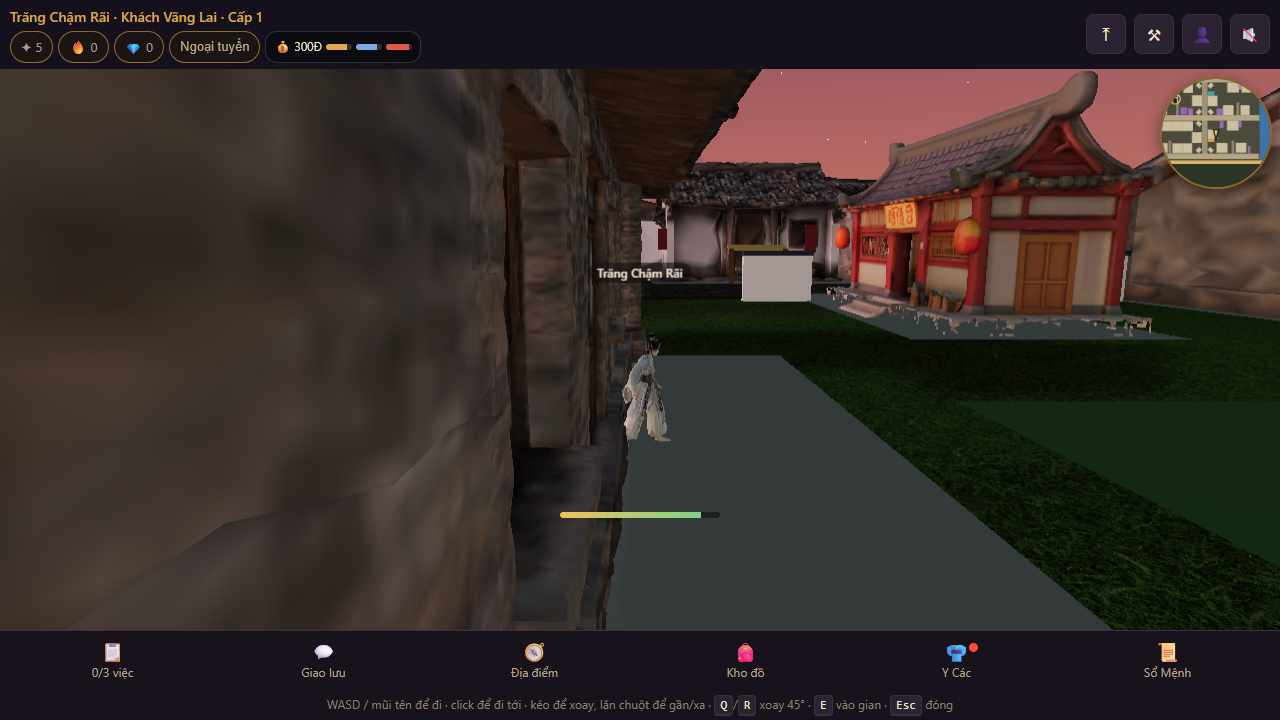 Trăng Chậm Rãi · Khách Vãng Lai · Cấp 1
5 0 0 Ngoại tuyến 300Đ
Trăng Chậm Rãi
0/3 việc Giao lưu Địa điểm Kho đồ Y Các Sổ Mệnh
WASD / mũi tên để đi · click để đi tới · kéo để xoay, lăn chuột để gần/xa · Q / R xoay 45° · E vào gian · Esc đóng